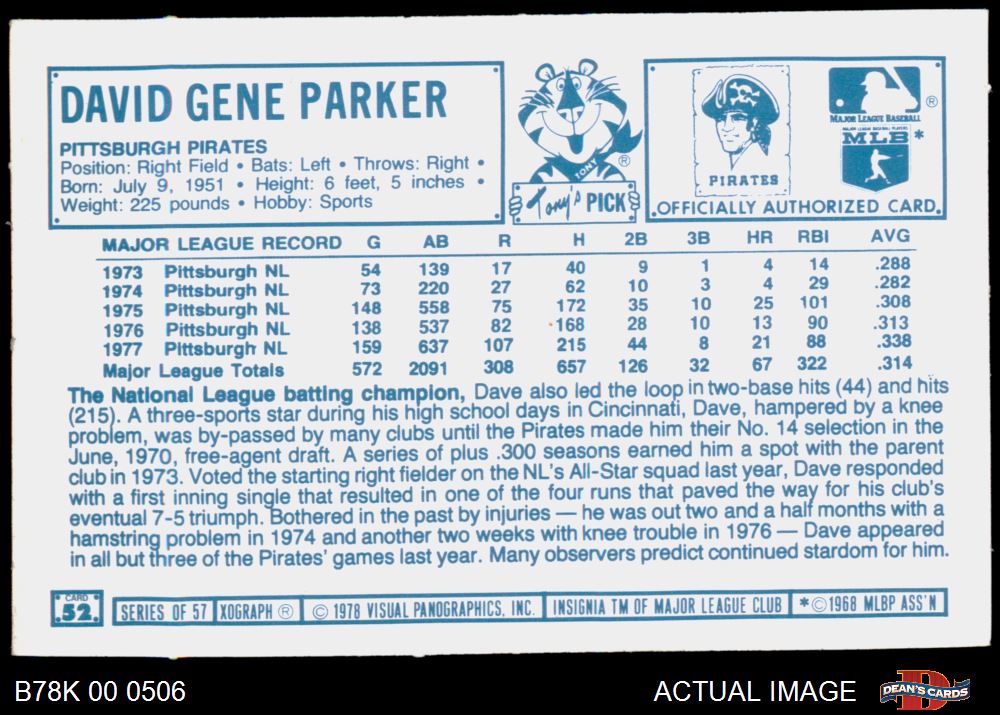 DAVID GENE PARKER
PITTSBURGH PIRATES
Position: Right Field • Bats: Left • Throws: Right •
Born: July 9, 1951 • Height: 6 feet, 5 inches •
Weight: 225 pounds • Hobby: Sports
TONY
®
Tony's PICK
PIRATES
®
MAJOR LEAGUE BASEBALL
MAJOR LEAGUE BASEBALL PLAYERS
MLB *
OFFICIALLY AUTHORIZED CARD
MAJOR LEAGUE RECORD G AB R H 2B 3B HR RBI AVG
1973 Pittsburgh NL 54 139 17 40 9 1 4 14 .288
1974 Pittsburgh NL 73 220 27 62 10 3 4 29 .282
1975 Pittsburgh NL 148 558 75 172 35 10 25 101 .308
1976 Pittsburgh NL 138 537 82 168 28 10 13 90 .313
1977 Pittsburgh NL 159 637 107 215 44 8 21 88 .338
Major League Totals 572 2091 308 657 126 32 67 322 .314
The National League batting champion, Dave also led the loop in two-base hits (44) and hits
(215). A three-sports star during his high school days in Cincinnati, Dave, hampered by a knee
problem, was by-passed by many clubs until the Pirates made him their No. 14 selection in the
June, 1970, free-agent draft. A series of plus .300 seasons earned him a spot with the parent
club in 1973. Voted the starting right fielder on the NL's All-Star squad last year, Dave responded
with a first inning single that resulted in one of the four runs that paved the way for his club's
eventual 7-5 triumph. Bothered in the past by injuries — he was out two and a half months with a
hamstring problem in 1974 and another two weeks with knee trouble in 1976 — Dave appeared
in all but three of the Pirates' games last year. Many observers predict continued stardom for him.
CARD
52
SERIES OF 57 XOGRAPH ® © 1978 VISUAL PANOGRAPHICS, INC. INSIGNIA TM OF MAJOR LEAGUE CLUB *©1968 MLBP ASS'N
B78K 00 0506
ACTUAL IMAGE
DEAN'S CARDS